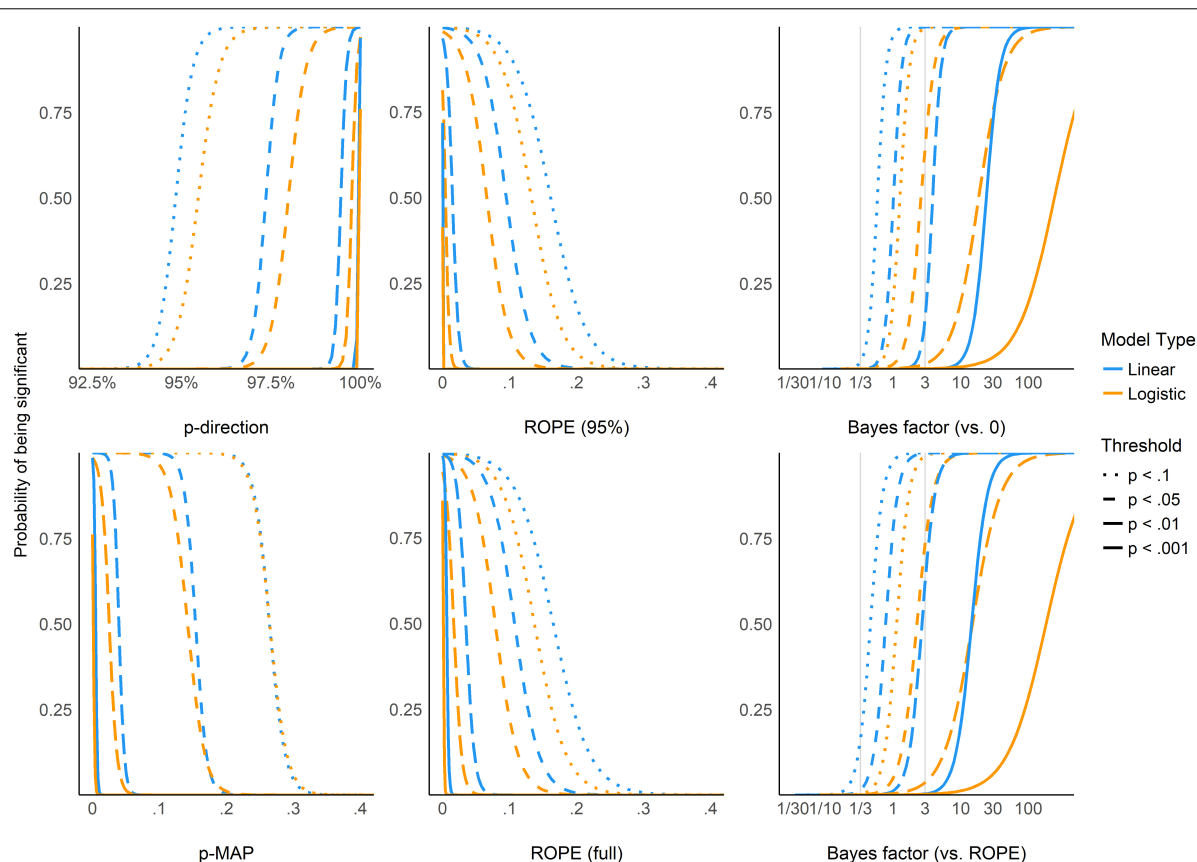 0.75
0.50
0.25
92.5% 95% 97.5% 100%
p-direction
0.75
0.50
0.25
0 .1 .2 .3 .4
ROPE (95%)
0.75
0.50
0.25
1/301/10 1/3 1 3 10 30 100
Bayes factor (vs. 0)
Probability of being significant
0.75
0.50
0.25
0 .1 .2 .3 .4
p-MAP
0.75
0.50
0.25
0 .1 .2 .3 .4
ROPE (full)
0.75
0.50
0.25
1/301/10 1/3 1 3 10 30 100
Bayes factor (vs. ROPE)
Model Type
Linear
Logistic
Threshold
p < .1
p < .05
p < .01
p < .001